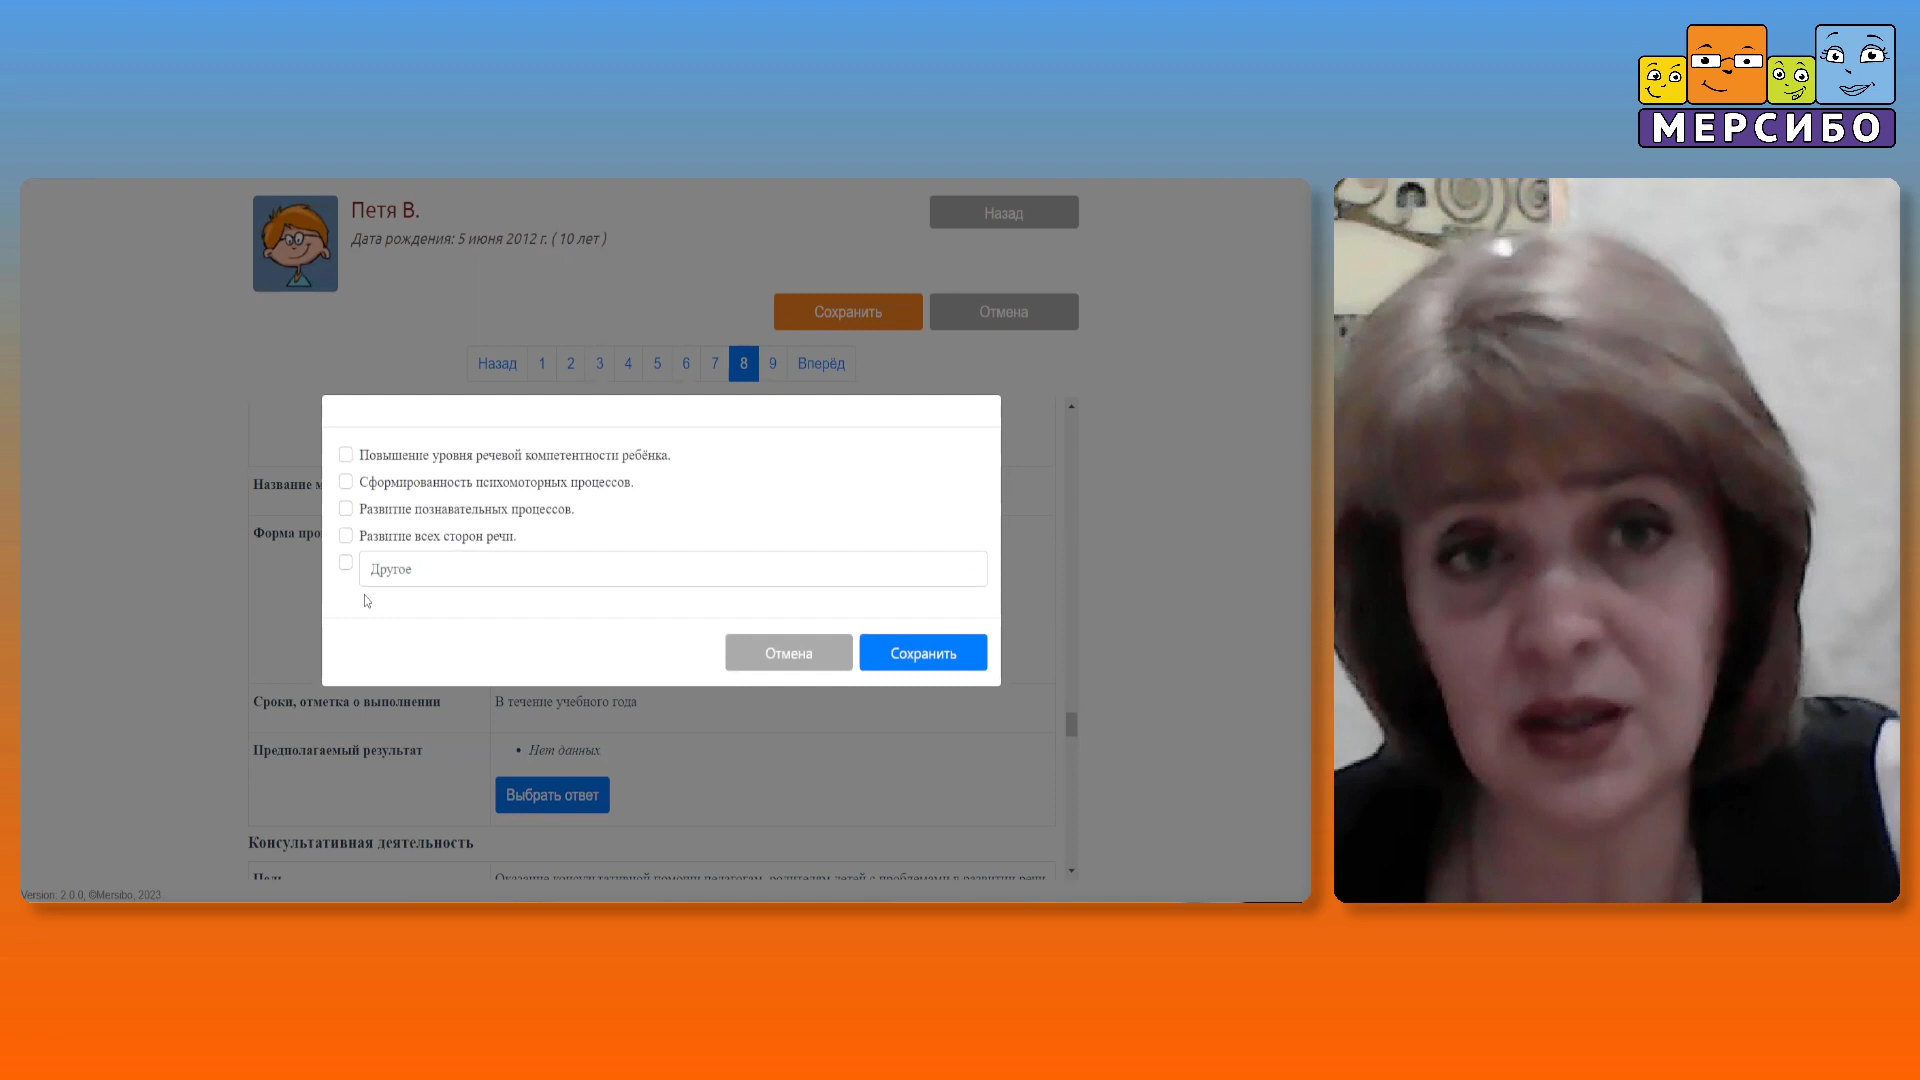 МЕРСИБО
Петя В.
Дата рождения: 5 июня 2012 г. ( 10 лет )
Назад
Сохранить
Отмена
Назад 1 2 3 4 5 6 7 8 9 Вперёд
Повышение уровня речевой компетентности ребёнка.
Сформированность психомоторных процессов.
Развитие познавательных процессов.
Развитие всех сторон речи.
Другое
Отмена
Сохранить
Название
Форма
Сроки, отметка о выполнении
В течение учебного года
Предполагаемый результат
• Нет данных
Выбрать ответ
Консультативная деятельность
Version: 2.0.0, ©Mersibo, 2023